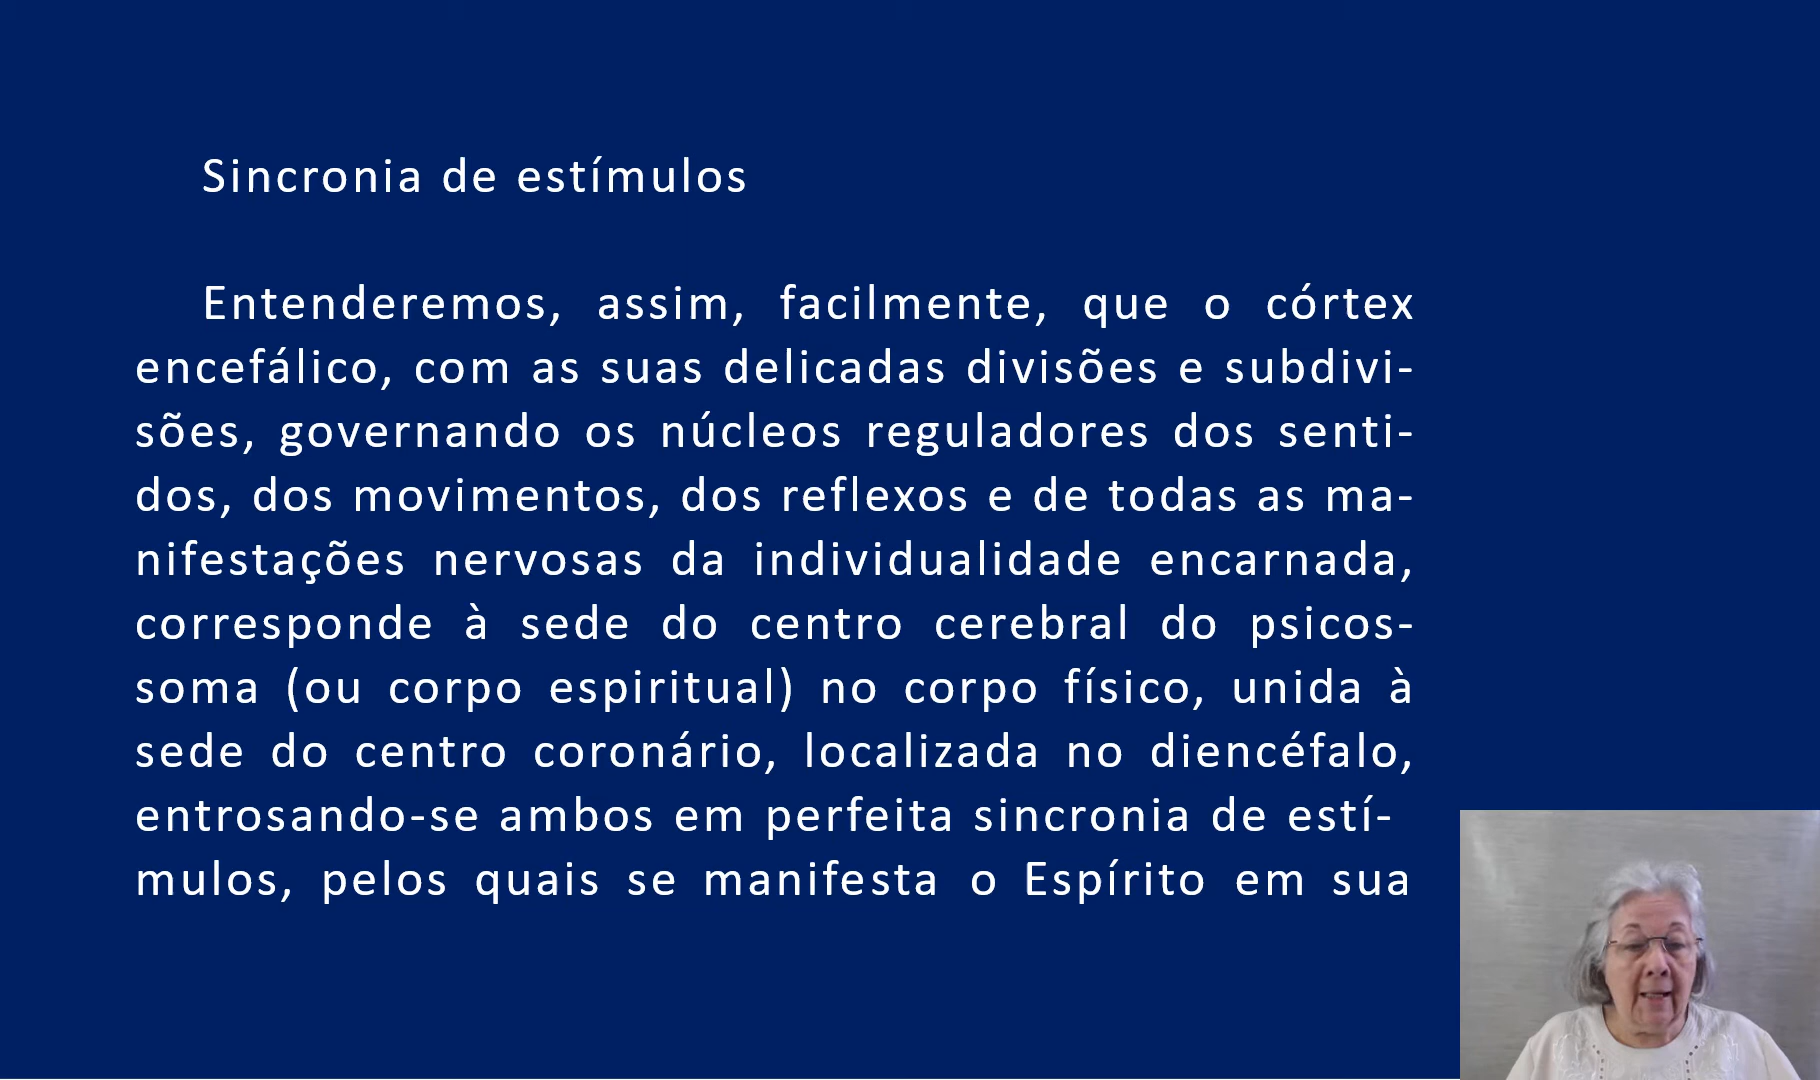 Sincronia de estímulos
Entenderemos, assim, facilmente, que o córtex
encefálico, com as suas delicadas divisões e subdivi-
sões, governando os núcleos reguladores dos senti-
dos, dos movimentos, dos reflexos e de todas as ma-
nifestações nervosas da individualidade encarnada,
corresponde à sede do centro cerebral do psicos-
soma (ou corpo espiritual) no corpo físico, unida à
sede do centro coronário, localizada no diencéfalo,
entrosando-se ambos em perfeita sincronia de estí-
mulos, pelos quais se manifesta o Espírito em sua